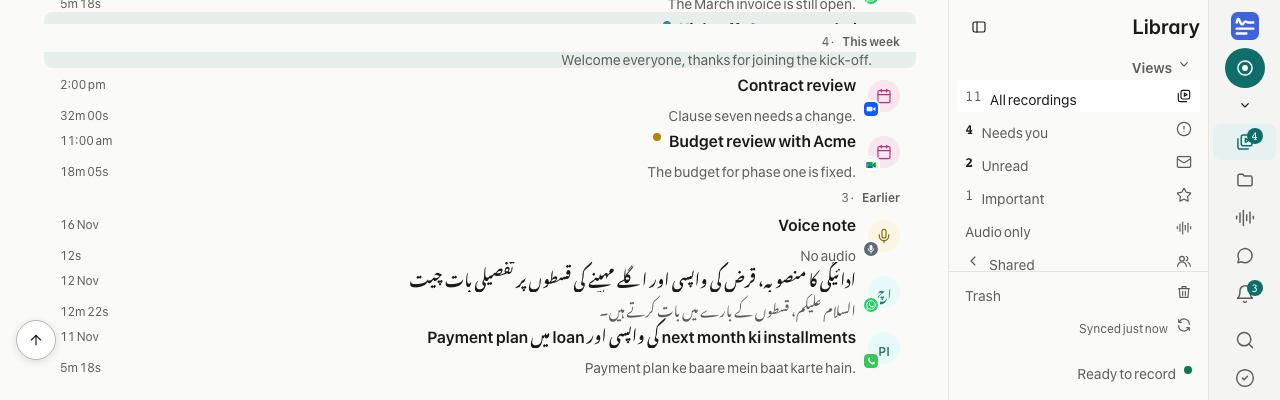 5m 18s
The March invoice is still open.
4 · This week
Welcome everyone, thanks for joining the kick-off.
2:00 pm
Contract review
32m 00s
Clause seven needs a change.
11:00 am
Budget review with Acme
18m 05s
The budget for phase one is fixed.
3 · Earlier
16 Nov
Voice note
12s
No audio
12 Nov
ادائیگی کا منصوبہ، قرض کی واپسی اور اگلے مہینے کی قسطوں پر تفصیلی بات چیت
12m 22s
السلام علیکم، قسطوں کے بارے میں بات کرتے ہیں۔
11 Nov
Payment plan میں loan کی واپسی اور next month ki installments
PI
5m 18s
Payment plan ke baare mein baat karte hain.
Library
Views
11 All recordings
4 Needs you
2 Unread
1 Important
Audio only
Shared
Trash
Synced just now
Ready to record
4
3